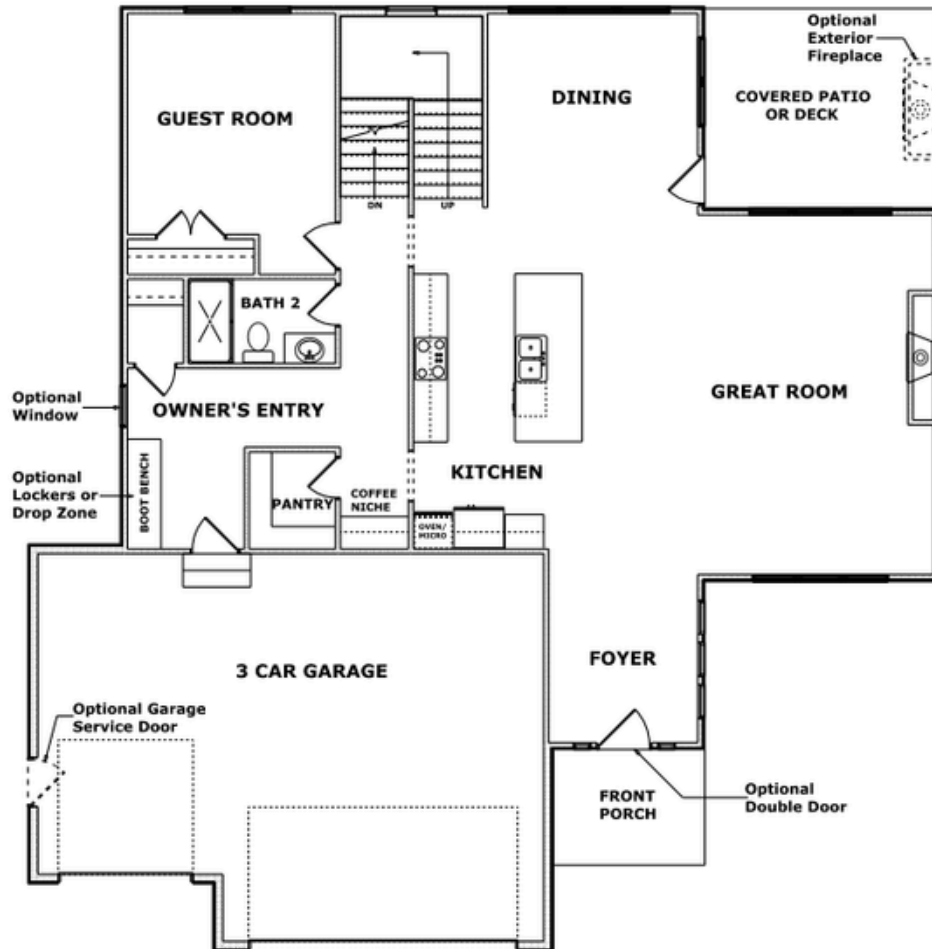 Optional
Exterior
Fireplace
GUEST ROOM
DINING
COVERED PATIO
OR DECK
DN
UP
BATH 2
Optional
Window
OWNER'S ENTRY
GREAT ROOM
Optional
Lockers or
Drop Zone
BOOT BENCH
KITCHEN
PANTRY
COFFEE
NICHE
OVEN/
MICRO
3 CAR GARAGE
FOYER
Optional Garage
Service Door
FRONT
PORCH
Optional
Double Door